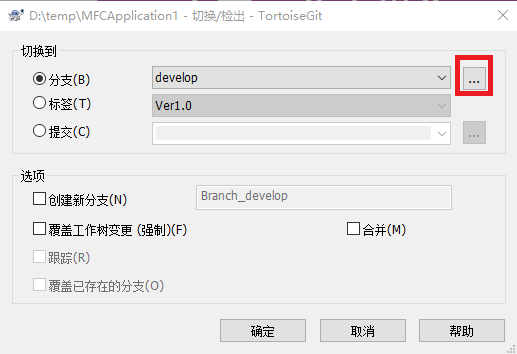 D:\temp\MFCApplication1 - 切换/检出 - TortoiseGit
切换到
分支(B)
develop
...
标签(T)
Ver1.0
提交(C)
...
选项
创建新分支(N)
Branch_develop
覆盖工作树变更 (强制)(F)
合并(M)
跟踪(R)
覆盖已存在的分支(O)
确定
取消
帮助